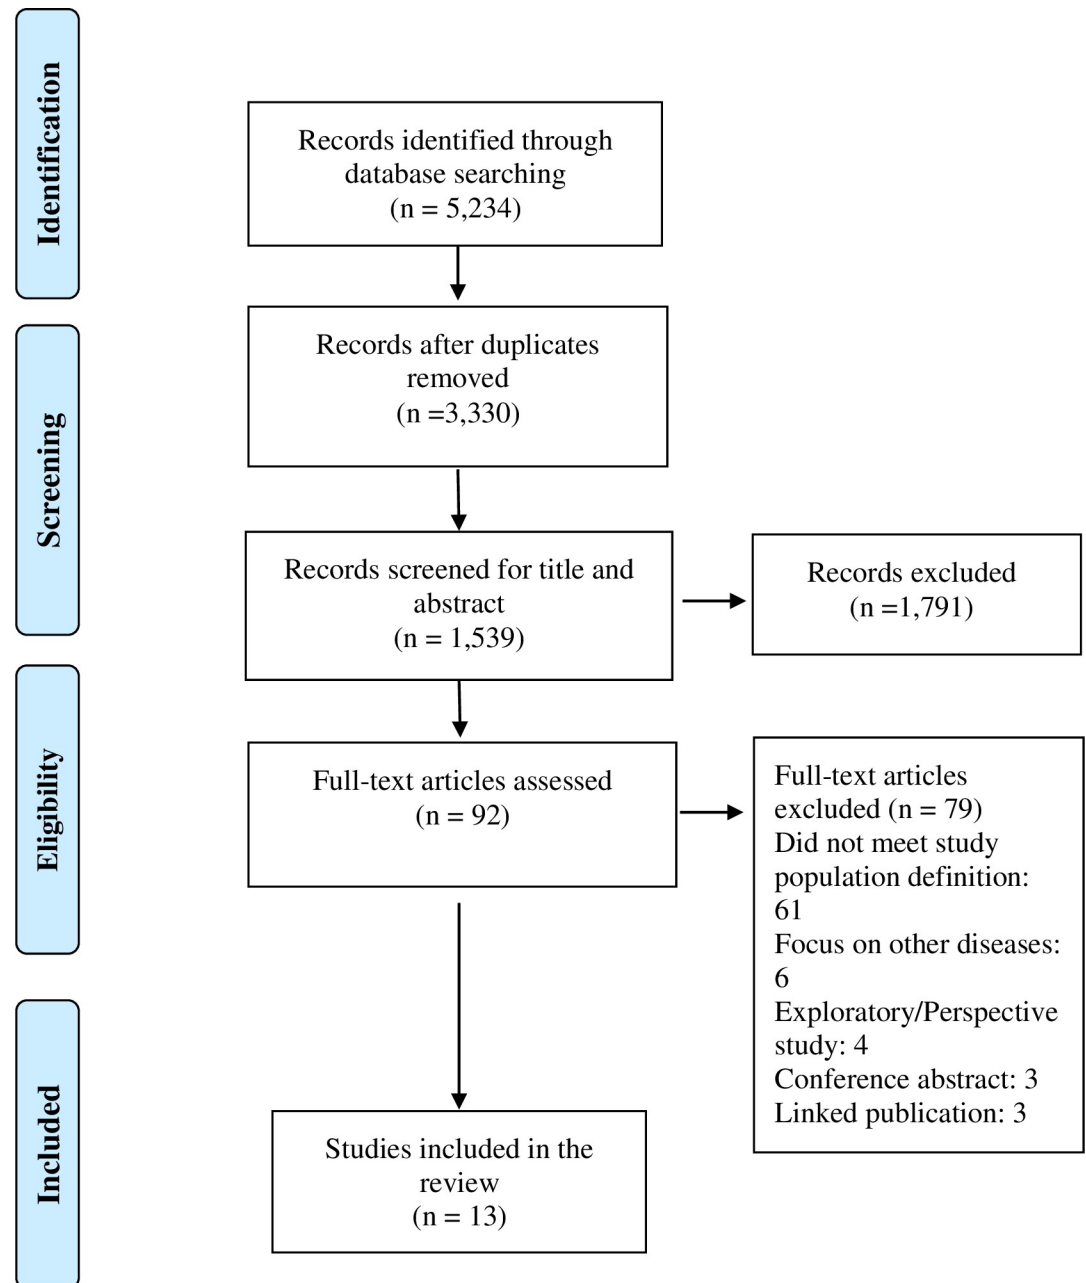 Identification
Records identified through
database searching
(n = 5,234)
Records after duplicates
removed
(n =3,330)
Screening
Records screened for title and
abstract
(n = 1,539)
Records excluded
(n =1,791)
Eligibility
Full-text articles assessed
(n = 92)
Full-text articles
excluded (n = 79)
Did not meet study
population definition:
61
Focus on other diseases:
6
Exploratory/Perspective
study: 4
Conference abstract: 3
Linked publication: 3
Included
Studies included in the
review
(n = 13)